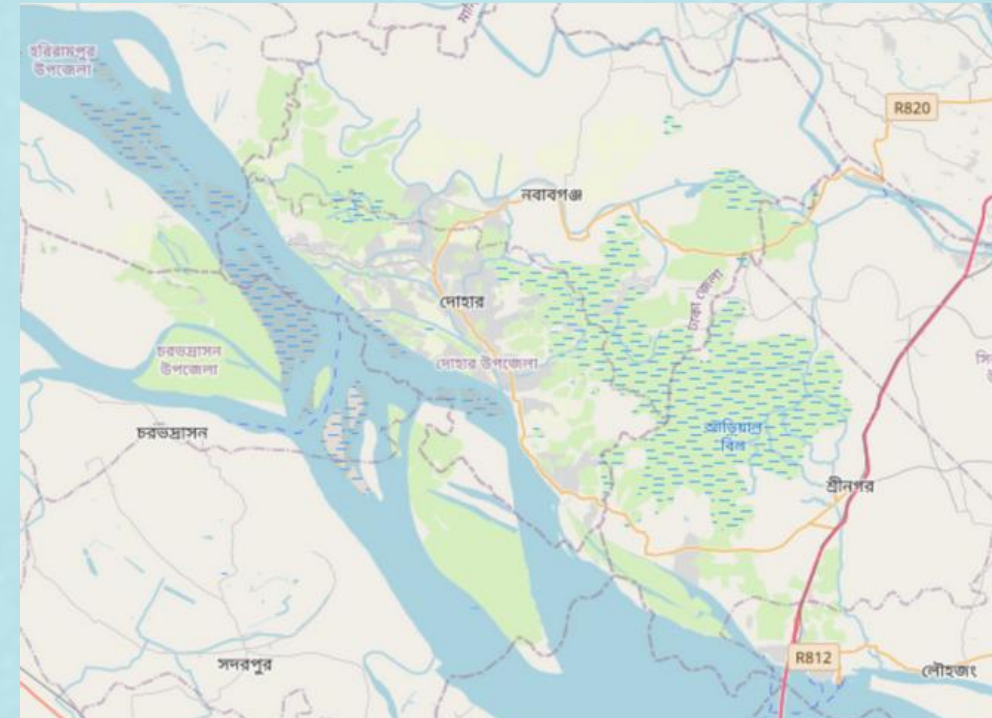 হরিরামপুর
উপজেলা
R820
নবাবগঞ্জ
দোহার
ঢাকা জেলা
চরভদ্রাসন
উপজেলা
দোহার উপজেলা
চরভদ্রাসন
আড়িয়াল
বিল
শ্রীনগর
সদরপুর
R812
লৌহজং